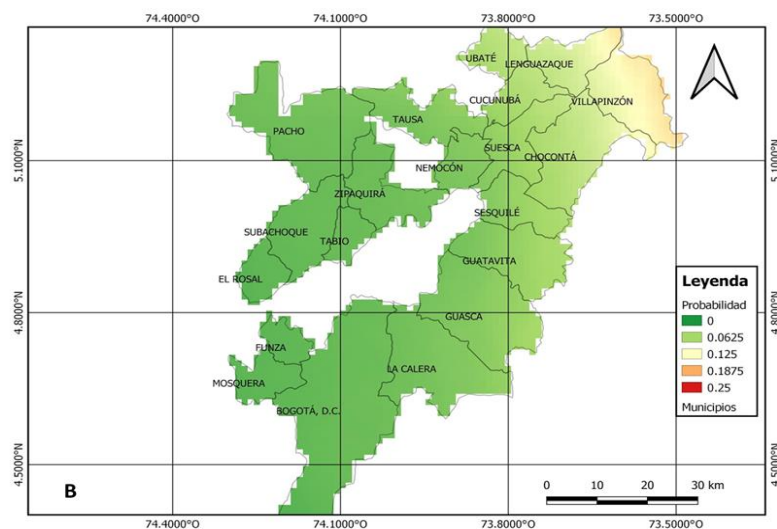 74.4000°O 74.1000°O 73.8000°O 73.5000°O
UBATÉ
LENGUAZAQUE
CUCUNUBÁ
VILLAPINZÓN
TAUSA
PACHO
SUESCA
CHOCONTÁ
5.1000°N
5.1000°N
NEMOCÓN
ZIPAQUIRÁ
SESQUILÉ
SUBACHOQUE
TABIO
GUATAVITA
EL ROSAL
Leyenda
Probabilidad
0
0.0625
0.125
0.1875
0.25
Municipios
4.8000°N
4.8000°N
GUASCA
FUNZA
LA CALERA
MOSQUERA
BOGOTÁ, D.C.
4.5000°N
4.5000°N
B
0 10 20 30 km
74.4000°O 74.1000°O 73.8000°O 73.5000°O